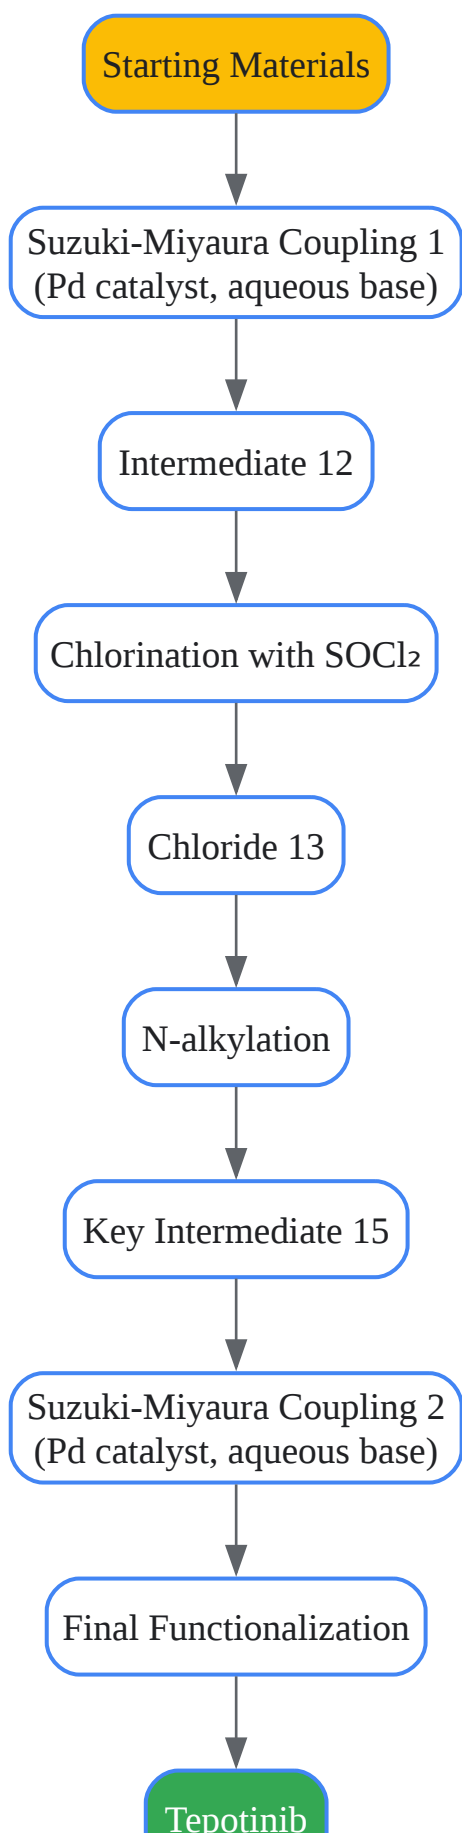 Starting Materials
Suzuki-Miyaura Coupling 1
(Pd catalyst, aqueous base)
Intermediate 12
Chlorination with SOCl₂
Chloride 13
N-alkylation
Key Intermediate 15
Suzuki-Miyaura Coupling 2
(Pd catalyst, aqueous base)
Final Functionalization
Tepotinib